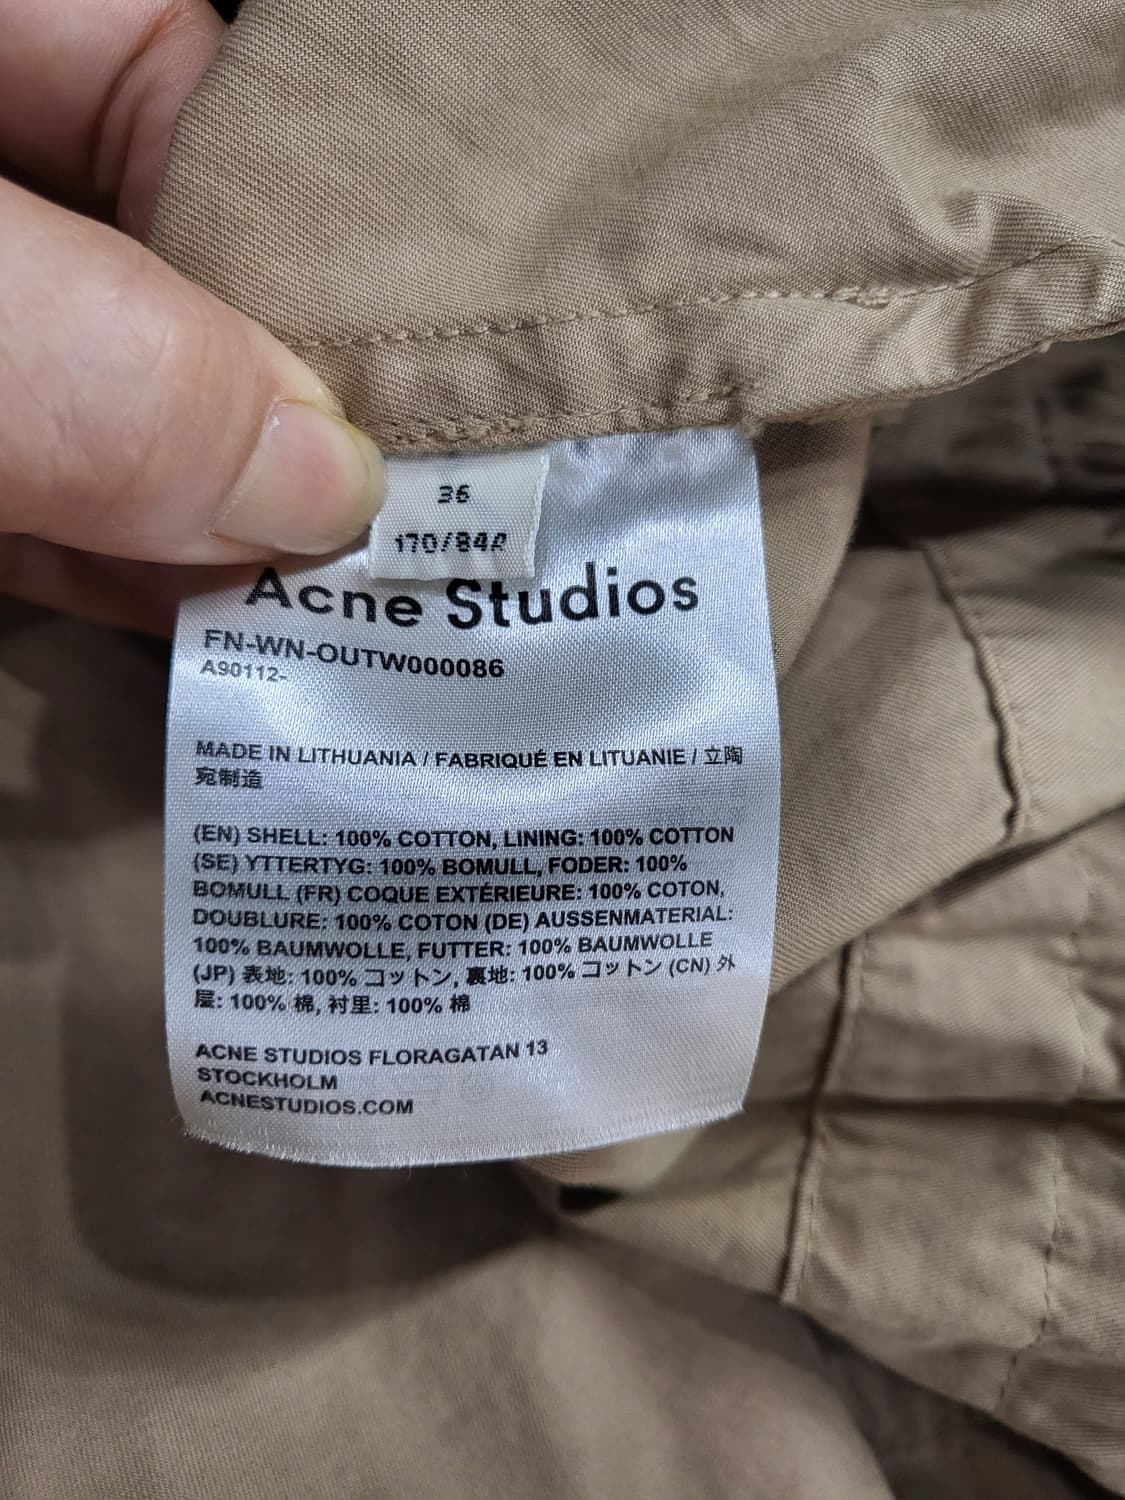 36
170/84A
Acne Studios
FN-WN-OUTW000086
A90112-
MADE IN LITHUANIA / FABRIQUÉ EN LITUANIE / 立陶
宛制造
(EN) SHELL: 100% COTTON, LINING: 100% COTTON
(SE) YTTERTYG: 100% BOMULL, FODER: 100%
BOMULL (FR) COQUE EXTÉRIEURE: 100% COTON,
DOUBLURE: 100% COTON (DE) AUSSENMATERIAL:
100% BAUMWOLLE, FUTTER: 100% BAUMWOLLE
(JP) 表地: 100% コットン, 裏地: 100% コットン (CN) 外
层: 100% 棉, 衬里: 100% 棉
ACNE STUDIOS FLORAGATAN 13
STOCKHOLM
ACNESTUDIOS.COM